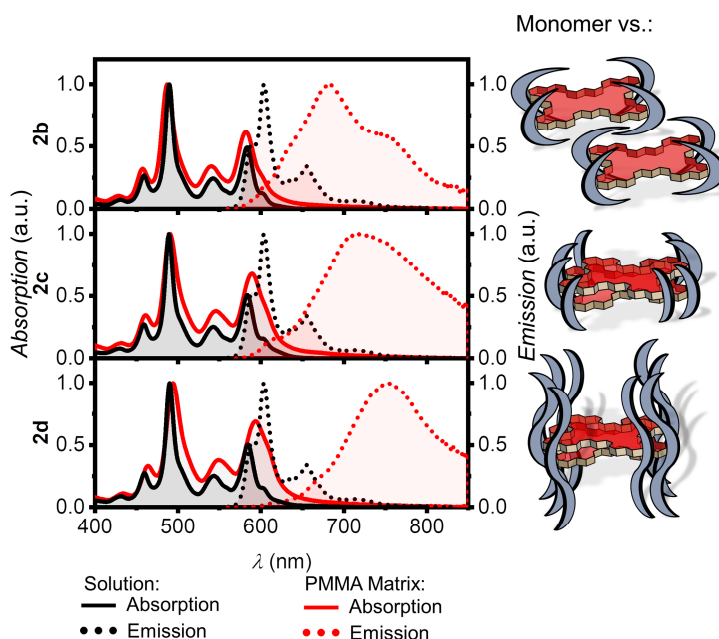 Monomer vs.:
1.0
1.0
2b
0.5
0.5
0.0
0.0
1.0
1.0
Absorption (a.u.)
2c
0.5
0.5
Emission (a.u.)
0.0
0.0
1.0
1.0
2d
0.5
0.5
0.0
0.0
400
500
600
700
800
λ (nm)
Solution:
Absorption
Emission
PMMA Matrix:
Absorption
Emission